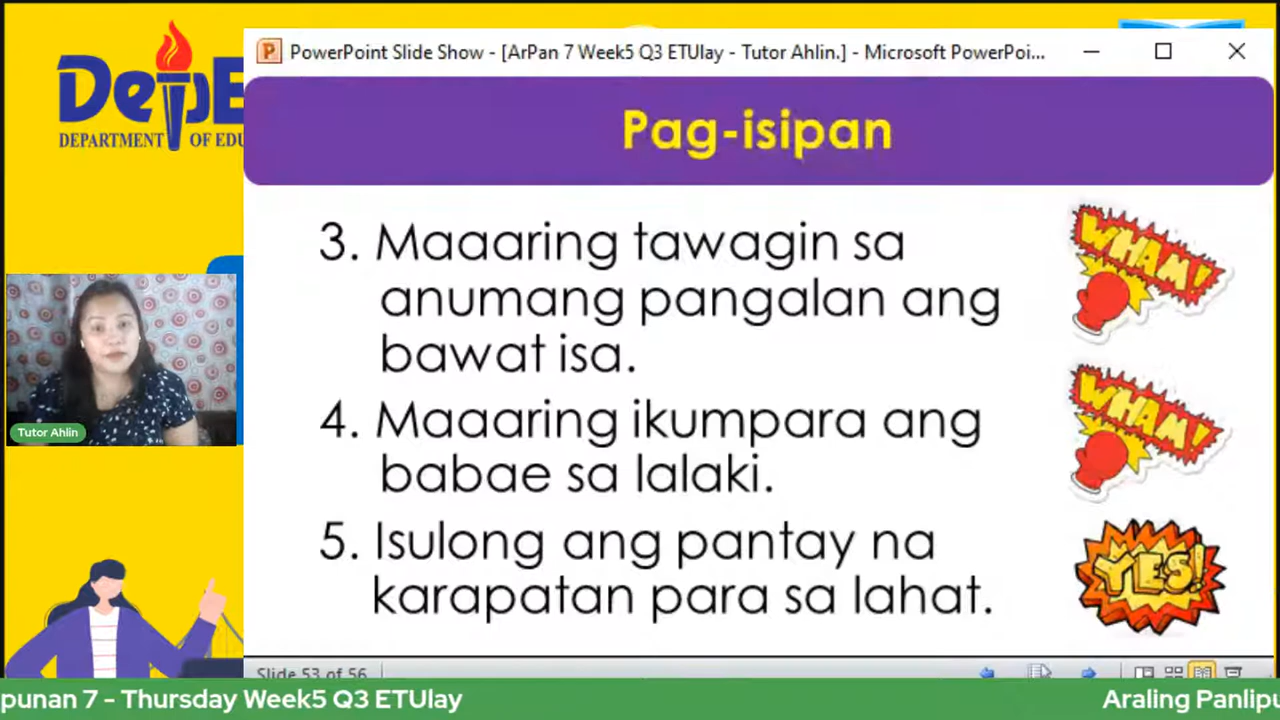 PowerPoint Slide Show - [ArPan 7 Week5 Q3 ETUlay - Tutor Ahlin.] - Microsoft PowerPoi...
DepE
DEPARTMENT OF EDU
Pag-isipan
3. Maaaring tawagin sa
anumang pangalan ang
bawat isa.
WHAM!
4. Maaaring ikumpara ang
babae sa lalaki.
WHAM!
5. Isulong ang pantay na
karapatan para sa lahat.
YES!
Tutor Ahlin
Slide 53 of 56
punan 7 - Thursday Week5 Q3 ETUlay
Araling Panlipu